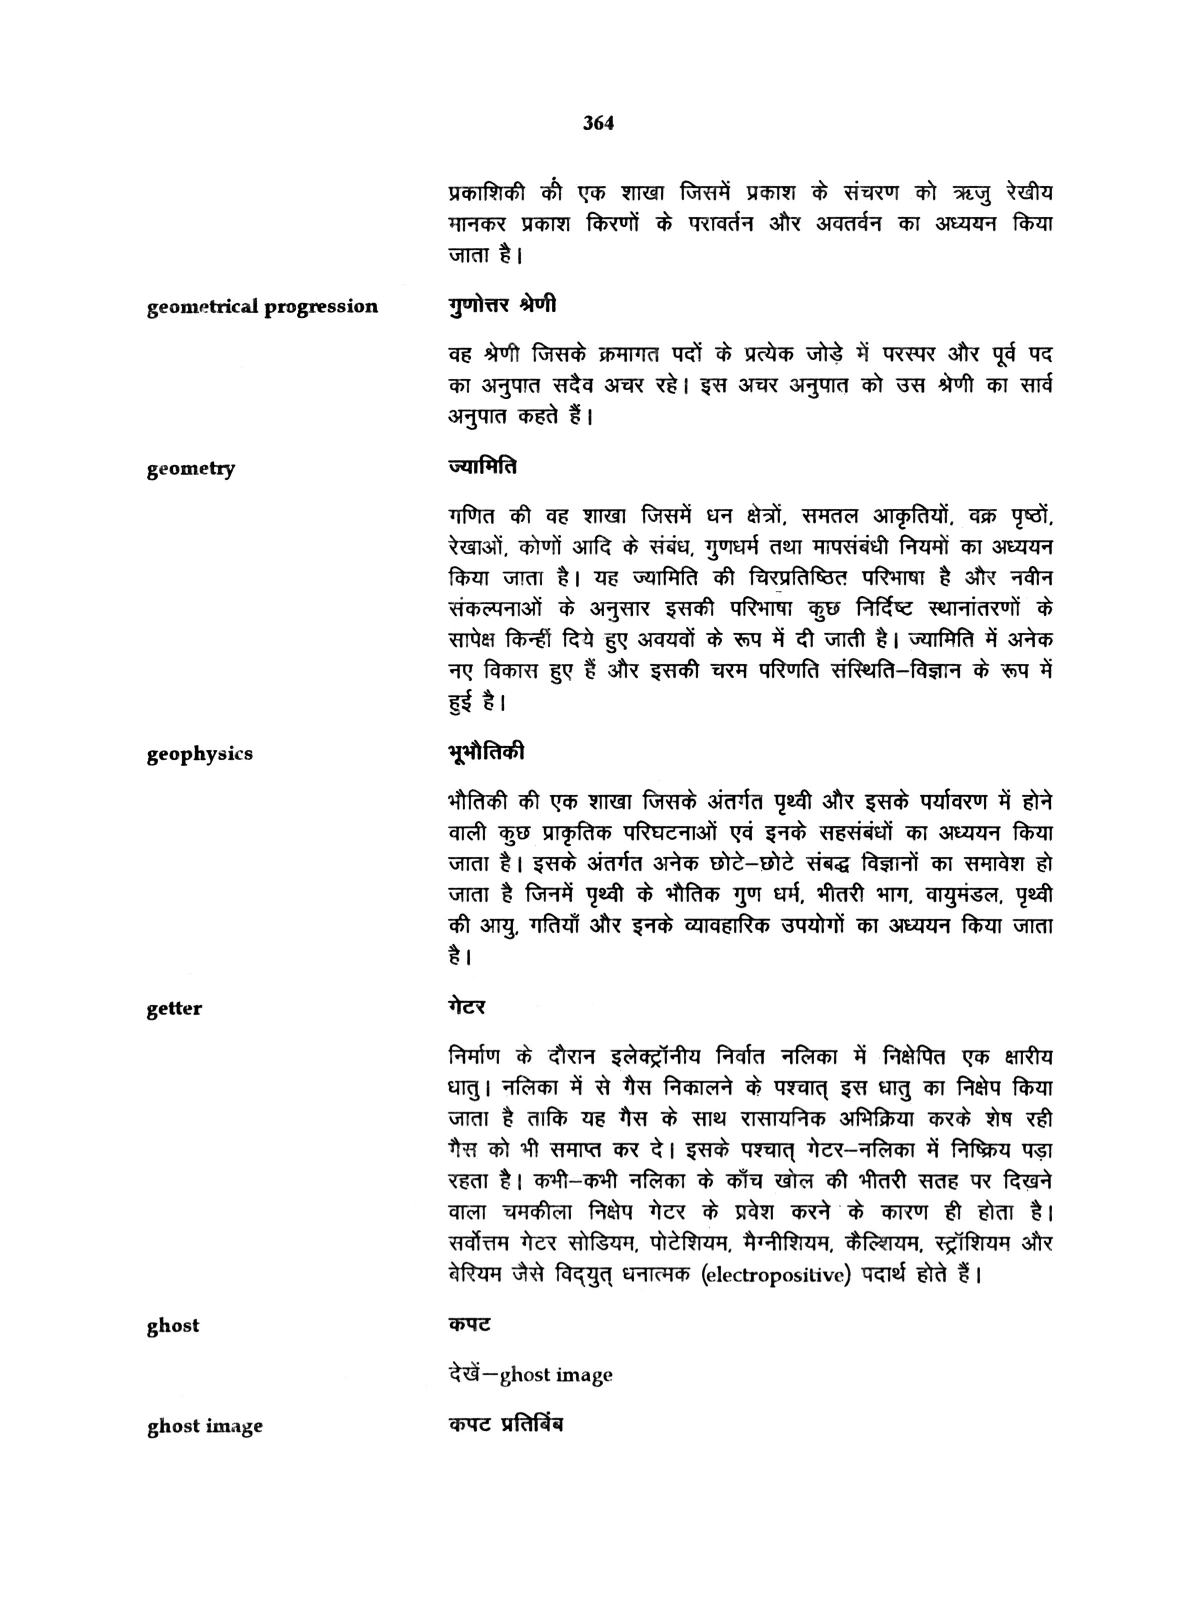 364
प्रकाशिकी की एक शाखा जिसमें प्रकाश के संचरण को ऋजु रेखीय
मानकर प्रकाश किरणों के परावर्तन और अवतर्वन का अध्ययन किया
जाता है।
geometrical progression गुणोत्तर श्रेणी
वह श्रेणी जिसके क्रमागत पदों के प्रत्येक जोड़े में परस्पर और पूर्व पद
का अनुपात सदैव अचर रहे। इस अचर अनुपात को उस श्रेणी का सार्व
अनुपात कहते हैं।
geometry ज्यामिति
गणित की वह शाखा जिसमें धन क्षेत्रों, समतल आकृतियों, वक्र पृष्ठों,
रेखाओं, कोणों आदि के संबंध, गुणधर्म तथा मापसंबंधी नियमों का अध्ययन
किया जाता है। यह ज्यामिति की चिरप्रतिष्ठित परिभाषा है और नवीन
संकल्पनाओं के अनुसार इसकी परिभाषा कुछ निर्दिष्ट स्थानांतरणों के
सापेक्ष किन्हीं दिये हुए अवयवों के रूप में दी जाती है। ज्यामिति में अनेक
नए विकास हुए हैं और इसकी चरम परिणति संस्थिति–विज्ञान के रूप में
हुई है।
geophysics भूभौतिकी
भौतिकी की एक शाखा जिसके अंतर्गत पृथ्वी और इसके पर्यावरण में होने
वाली कुछ प्राकृतिक परिघटनाओं एवं इनके सहसंबंधों का अध्ययन किया
जाता है। इसके अंतर्गत अनेक छोटे–छोटे संबद्ध विज्ञानों का समावेश हो
जाता है जिनमें पृथ्वी के भौतिक गुण धर्म, भीतरी भाग, वायुमंडल, पृथ्वी
की आयु, गतियाँ और इनके व्यावहारिक उपयोगों का अध्ययन किया जाता
है।
getter गेटर
निर्माण के दौरान इलेक्ट्रॉनीय निर्वात नलिका में निक्षेपित एक क्षारीय
धातु। नलिका में से गैस निकालने के पश्चात् इस धातु का निक्षेप किया
जाता है ताकि यह गैस के साथ रासायनिक अभिक्रिया करके शेष रही
गैस को भी समाप्त कर दे। इसके पश्चात् गेटर–नलिका में निष्क्रिय पड़ा
रहता है। कभी–कभी नलिका के काँच खोल की भीतरी सतह पर दिखने
वाला चमकीला निक्षेप गेटर के प्रवेश करने के कारण ही होता है।
सर्वोत्तम गेटर सोडियम, पोटेशियम, मैग्नीशियम, कैल्शियम, स्ट्रॉशियम और
बेरियम जैसे विद्‌युत् धनात्मक (electropositive) पदार्थ होते हैं।
ghost कपट
देखें–ghost image
ghost image कपट प्रतिबिंब